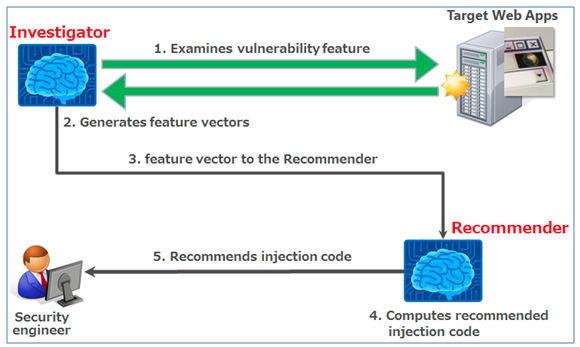 Target Web Apps
Investigator
1. Examines vulnerability feature
2. Generates feature vectors
3. feature vector to the Recommender
Recommender
5. Recommends injection code
Security
engineer
4. Computes recommended
injection code